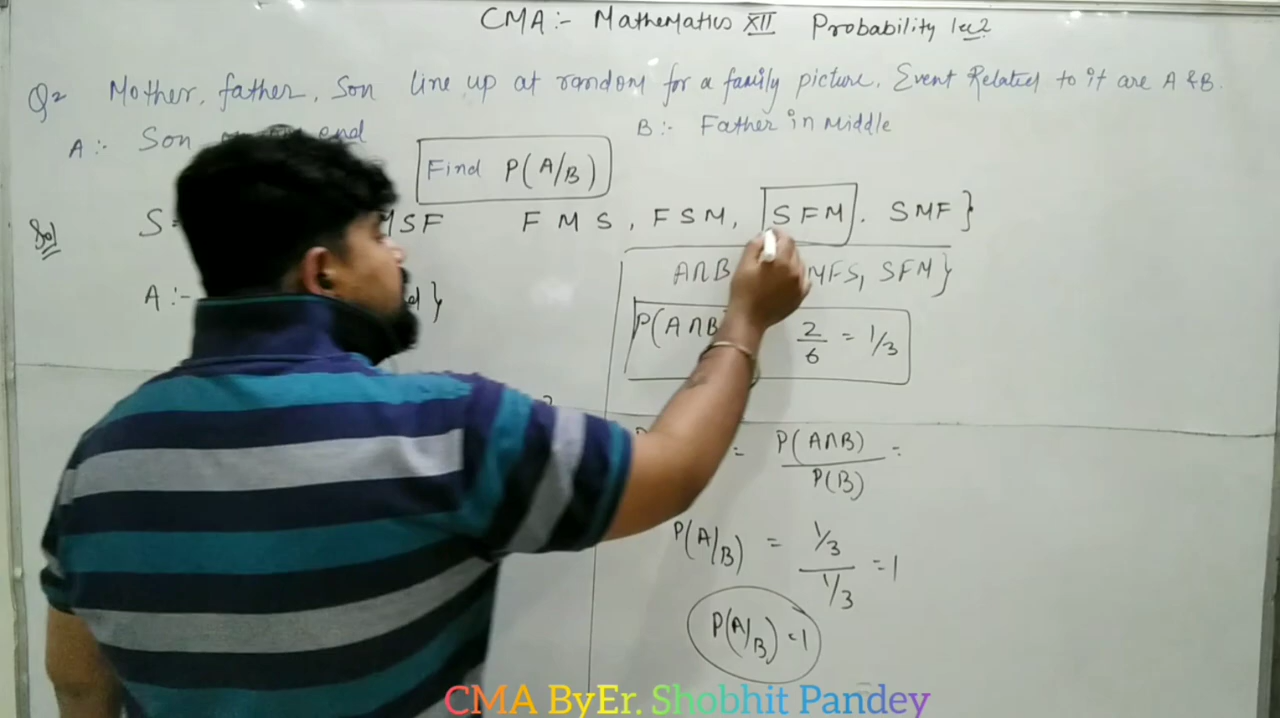 CMA:- Mathematics XII Probability lec2
Q2 Mother, father, Son line up at random for a family picture. Event Related to it are A & B.
A:- Son end B:- Father in Middle
Find P(A/B)
Sol S= MSF F M S, FSM, SFM, SMF}
A∩B MFS, SFM}
A:- }
P(A∩B 2/6 = 1/3
= P(A∩B)/P(B) =
P(A/B) = 1/3 / 1/3 = 1
P(A/B) = 1
CMA ByEr. Shobhit Pandey